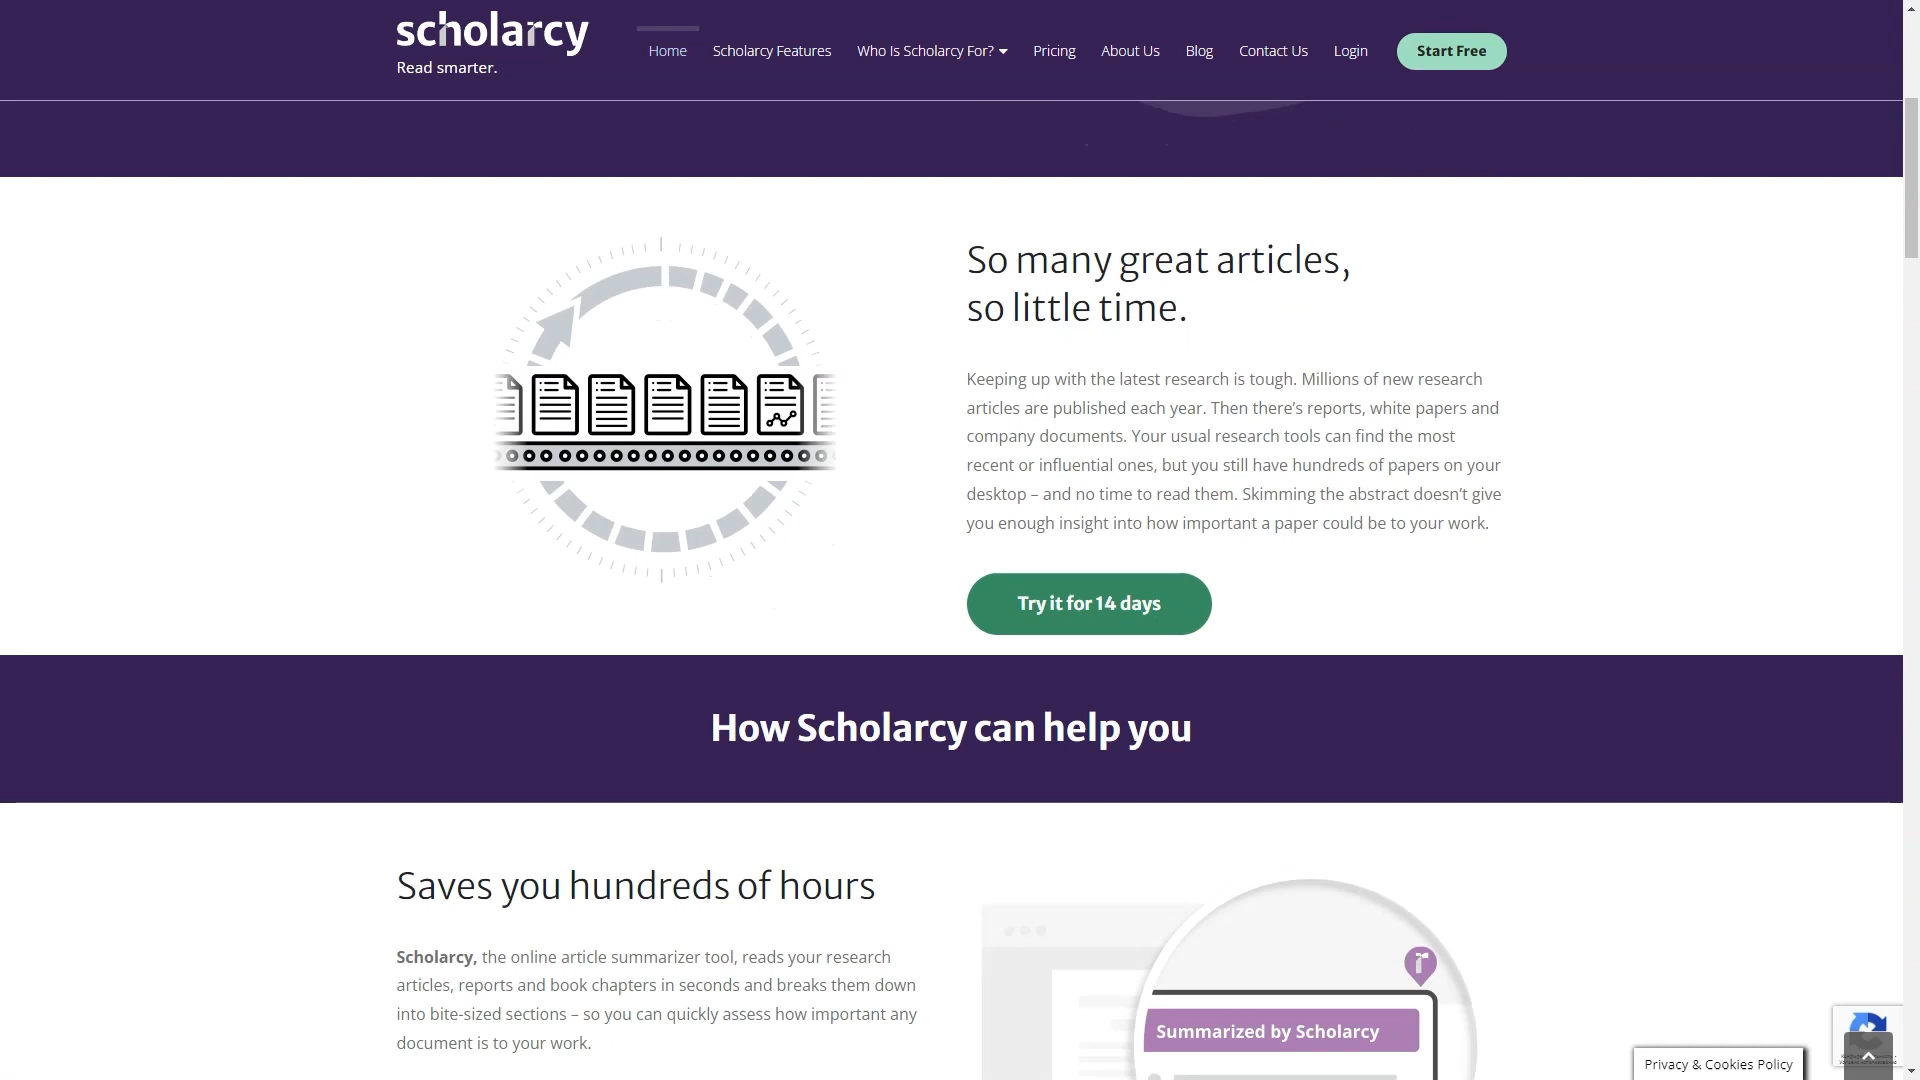 scholarcy
Read smarter.
Home
Scholarcy Features
Who Is Scholarcy For?
Pricing
About Us
Blog
Contact Us
Login
Start Free
So many great articles,
so little time.
Keeping up with the latest research is tough. Millions of new research
articles are published each year. Then there’s reports, white papers and
company documents. Your usual research tools can find the most
recent or influential ones, but you still have hundreds of papers on your
desktop – and no time to read them. Skimming the abstract doesn’t give
you enough insight into how important a paper could be to your work.
Try it for 14 days
How Scholarcy can help you
Saves you hundreds of hours
Scholarcy, the online article summarizer tool, reads your research
articles, reports and book chapters in seconds and breaks them down
into bite-sized sections – so you can quickly assess how important any
document is to your work.
Summarized by Scholarcy
Privacy & Cookies Policy